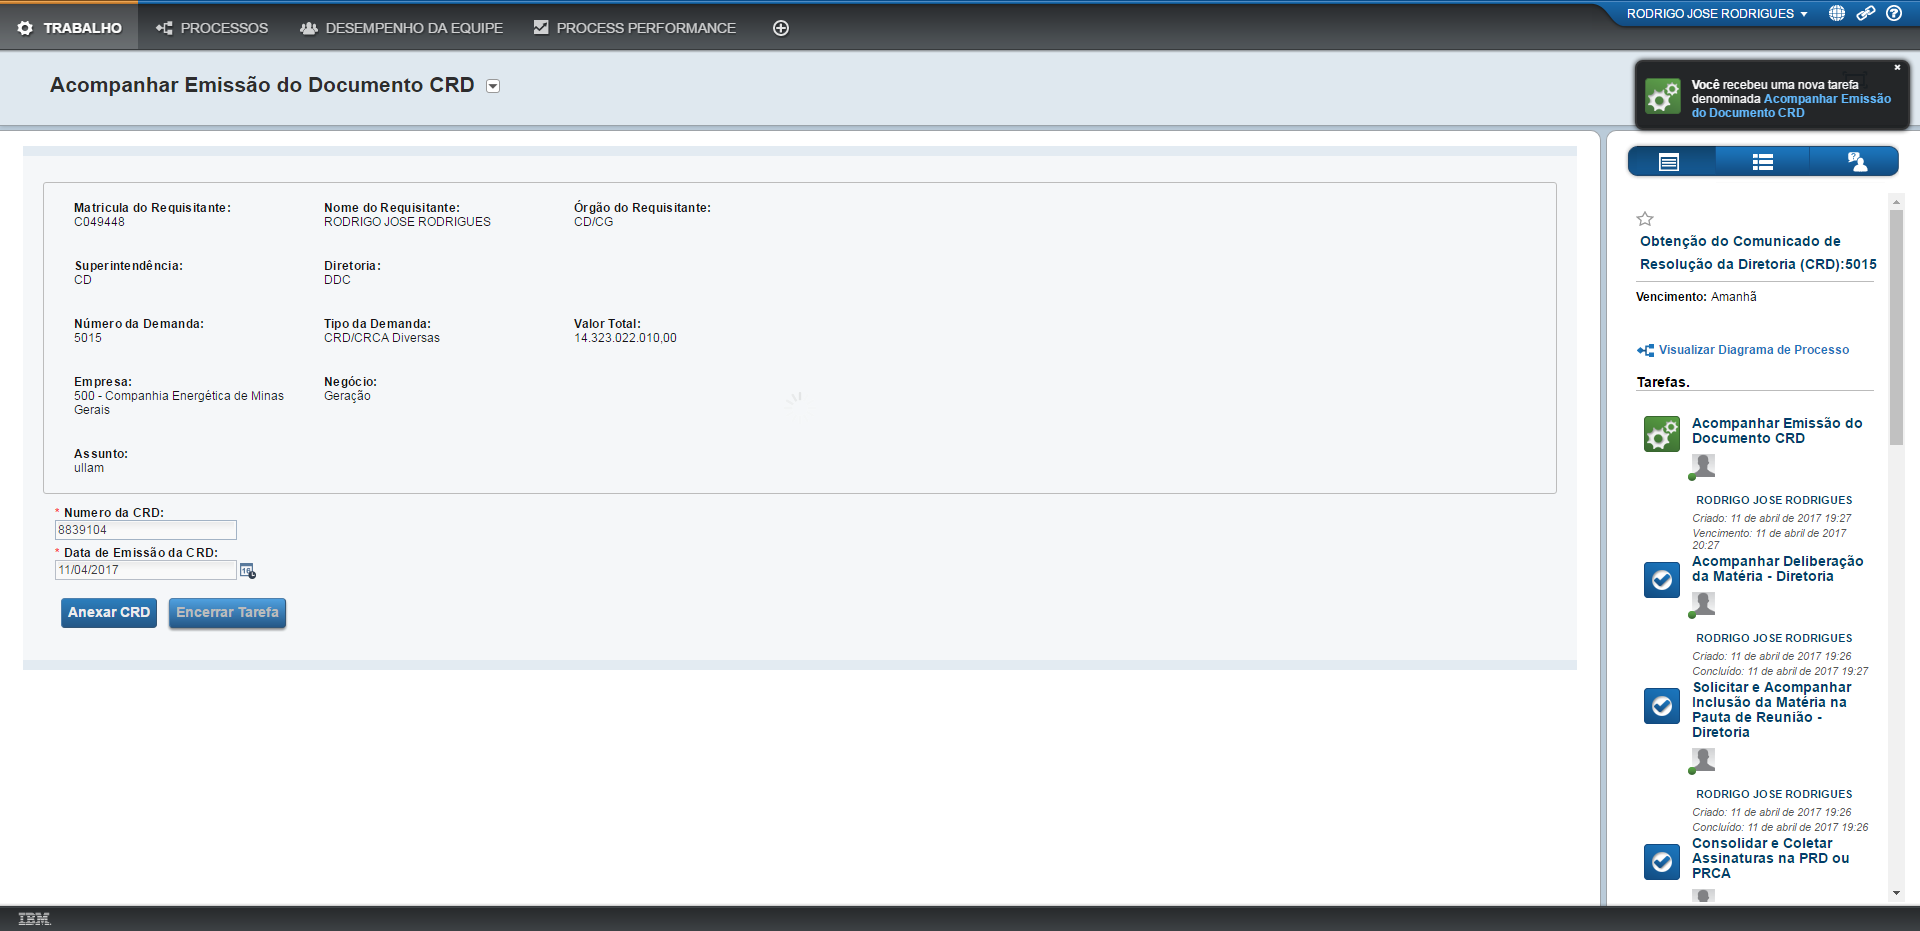 TRABALHO
PROCESSOS
DESEMPENHO DA EQUIPE
PROCESS PERFORMANCE
RODRIGO JOSE RODRIGUES
Acompanhar Emissão do Documento CRD
Você recebeu uma nova tarefa
denominada Acompanhar Emissão
do Documento CRD
Matricula do Requisitante:
C049448
Nome do Requisitante:
RODRIGO JOSE RODRIGUES
Órgão do Requisitante:
CD/CG
Superintendência:
CD
Diretoria:
DDC
Número da Demanda:
5015
Tipo da Demanda:
CRD/CRCA Diversas
Valor Total:
14.323.022.010,00
Empresa:
500 - Companhia Energética de Minas
Gerais
Negócio:
Geração
Assunto:
ullam
* Numero da CRD:
8839104
* Data de Emissão da CRD:
11/04/2017
16
Anexar CRD
Encerrar Tarefa
Obtenção do Comunicado de
Resolução da Diretoria (CRD):5015
Vencimento: Amanhã
Visualizar Diagrama de Processo
Tarefas.
Acompanhar Emissão do
Documento CRD
RODRIGO JOSE RODRIGUES
Criado: 11 de abril de 2017 19:27
Vencimento: 11 de abril de 2017
20:27
Acompanhar Deliberação
da Matéria - Diretoria
RODRIGO JOSE RODRIGUES
Criado: 11 de abril de 2017 19:26
Concluído: 11 de abril de 2017 19:27
Solicitar e Acompanhar
Inclusão da Matéria na
Pauta de Reunião -
Diretoria
RODRIGO JOSE RODRIGUES
Criado: 11 de abril de 2017 19:26
Concluído: 11 de abril de 2017 19:26
Consolidar e Coletar
Assinaturas na PRD ou
PRCA
IBM.